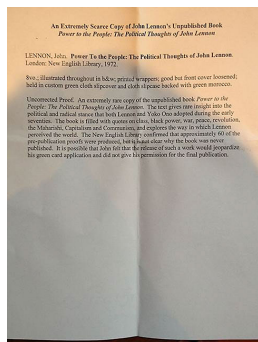 An Extremely Scarce Copy of John Lennon's Unpublished Book
Power to the People: The Political Thoughts of John Lennon
LENNON, John. Power To the People: The Political Thoughts of John Lennon.
London: New English Library, 1972.
8vo.; illustrated throughout in b&w; printed wrappers; good but front cover loosened;
held in custom green cloth slipcover and cloth slipcase backed with green morocco.
Uncorrected Proof. An extremely rare copy of the unpublished book Power to the
People: The Political Thoughts of John Lennon. The text gives rare insight into the
political and radical stance that both Lennon and Yoko Ono adopted during the early
seventies. The book is filled with quotes on class, black power, war, peace, revolution,
the Maharishi, Capitalism and Communism, and explores the way in which Lennon
perceived the world. The New English Library confirmed that approximately 60 of the
pre-publication proofs were produced, but is not clear why the book was never
published. It is possible that John felt that the release of such a work would jeopardize
his green card application and did not give his permission for the final publication.